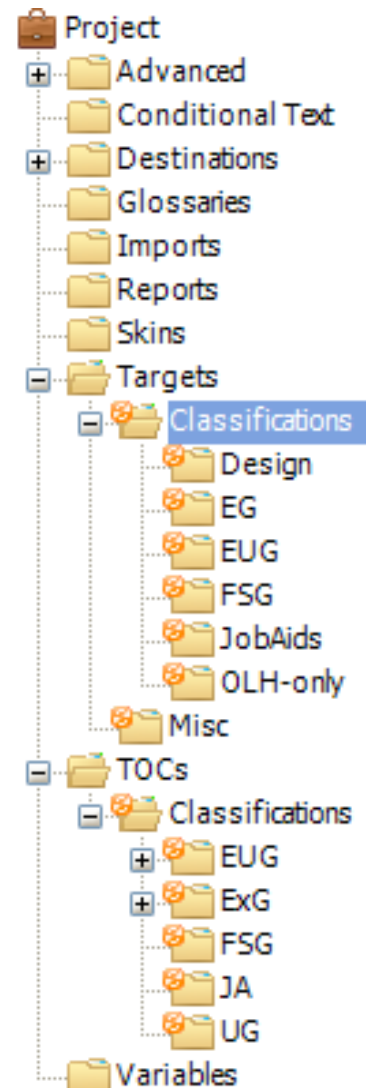 Project
Advanced
Conditional Text
Destinations
Glossaries
Imports
Reports
Skins
Targets
Classifications
Design
EG
EUG
FSG
JobAids
OLH-only
Misc
TOCs
Classifications
EUG
ExG
FSG
JA
UG
Variables